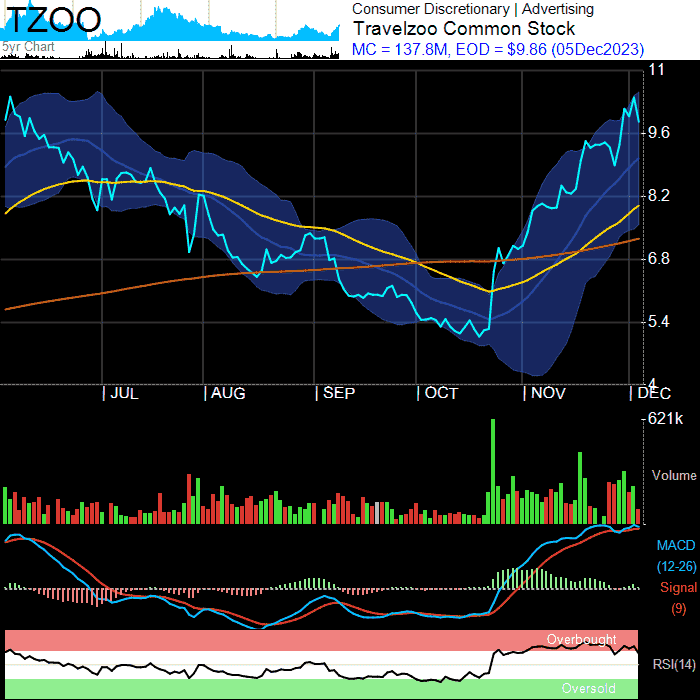 TZOO
5yr Chart
Consumer Discretionary | Advertising
Travelzoo Common Stock
MC = 137.8M, EOD = $9.86 (05Dec2023)
11
9.6
8.2
6.8
5.4
4
| JUL | AUG | SEP | OCT | NOV | DEC
621k
Volume
MACD
(12-26)
Signal
(9)
Overbought
RSI(14)
Oversold